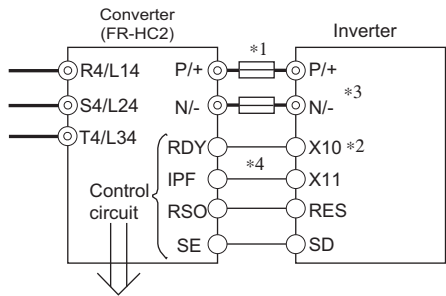 Converter
(FR-HC2)
Inverter
*1
R4/L14 P/+ P/+
S4/L24 N/- N/- *3
T4/L34
RDY X10 *2
IPF *4 X11
Control
circuit
RSO RES
SE SD